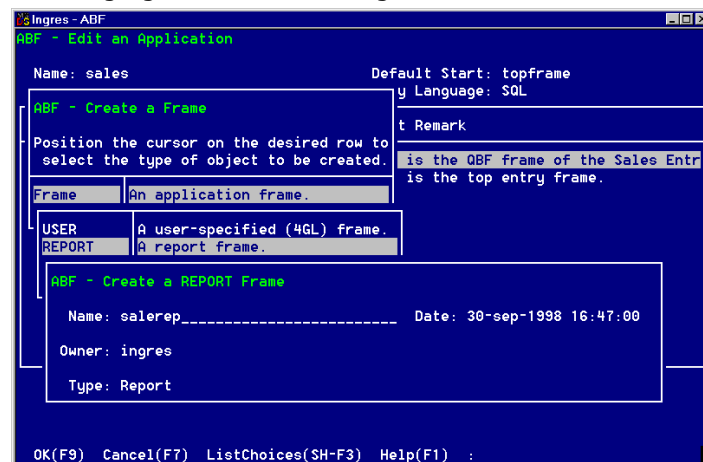 Ingres - ABF
ABF - Edit an Application
Name: sales Default Start: topframe
y Language: SQL
ABF - Create a Frame
t Remark
Position the cursor on the desired row to
select the type of object to be created.
is the QBF frame of the Sales Entr
is the top entry frame.
Frame An application frame.
USER A user-specified (4GL) frame.
REPORT A report frame.
ABF - Create a REPORT Frame
Name: salerep__________________________ Date: 30-sep-1998 16:47:00
Owner: ingres
Type: Report
OK(F9) Cancel(F7) ListChoices(SH-F3) Help(F1) :